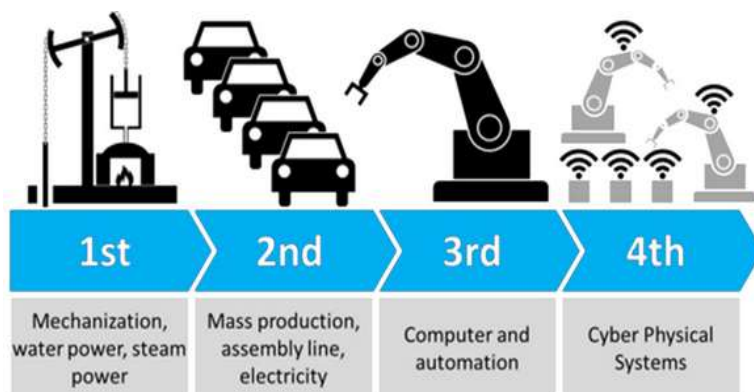 1st
2nd
3rd
4th
Mechanization,
water power, steam
power
Mass production,
assembly line,
electricity
Computer and
automation
Cyber Physical
Systems